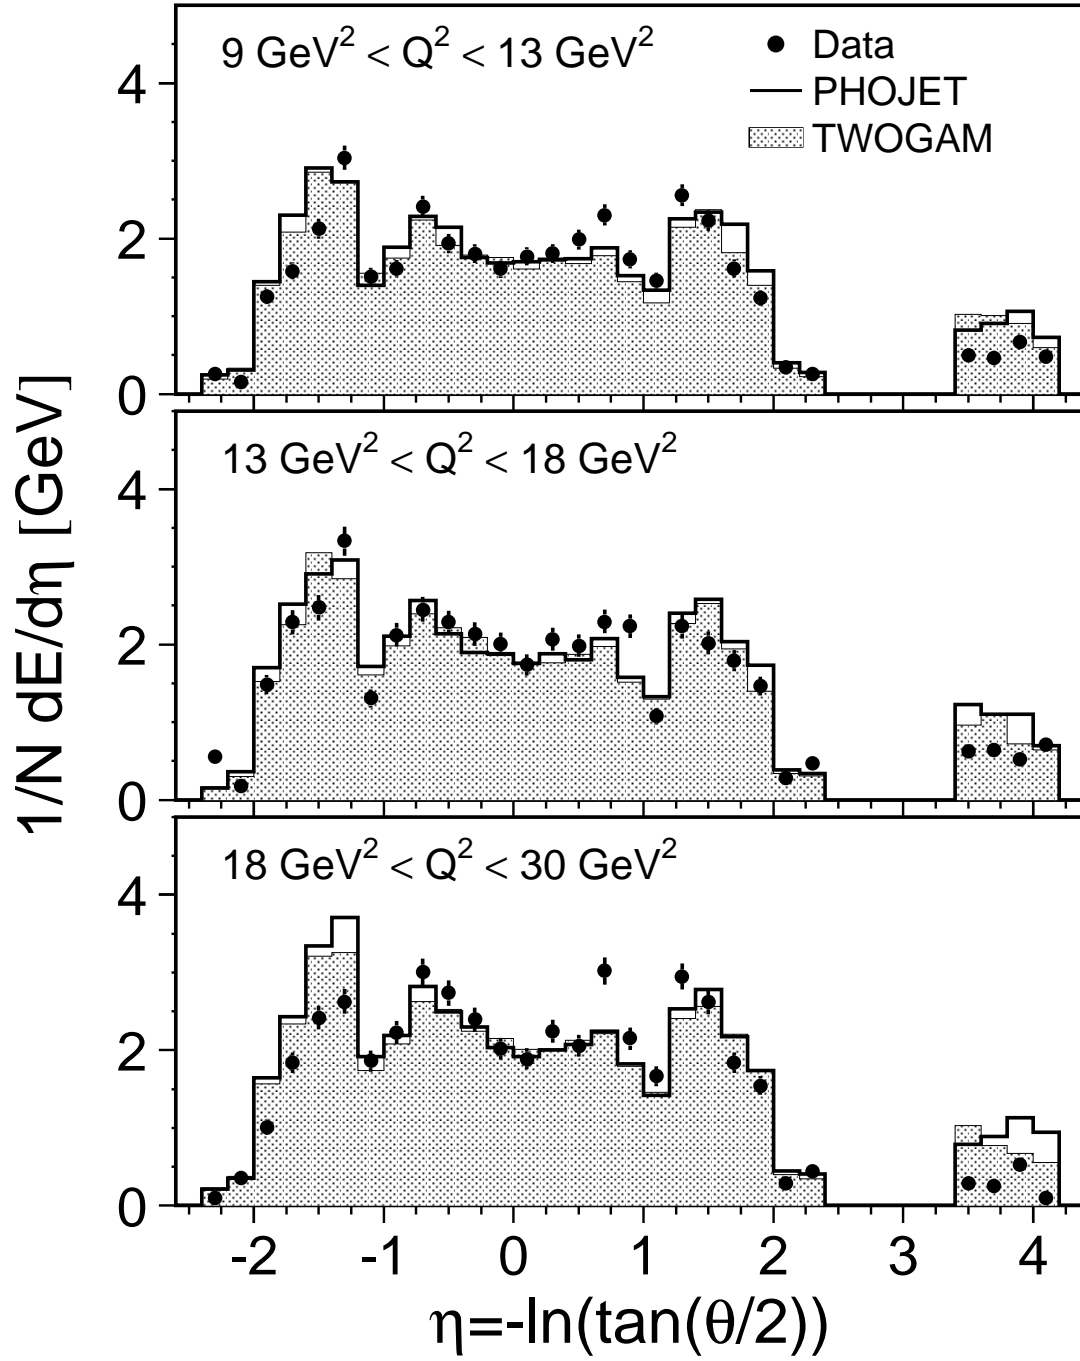 9 GeV² < Q² < 13 GeV²
Data
PHOJET
TWOGAM
4
2
0
13 GeV² < Q² < 18 GeV²
4
2
0
18 GeV² < Q² < 30 GeV²
4
2
0
1/N dE/dη [GeV]
-2 -1 0 1 2 3 4
η=-ln(tan(θ/2))